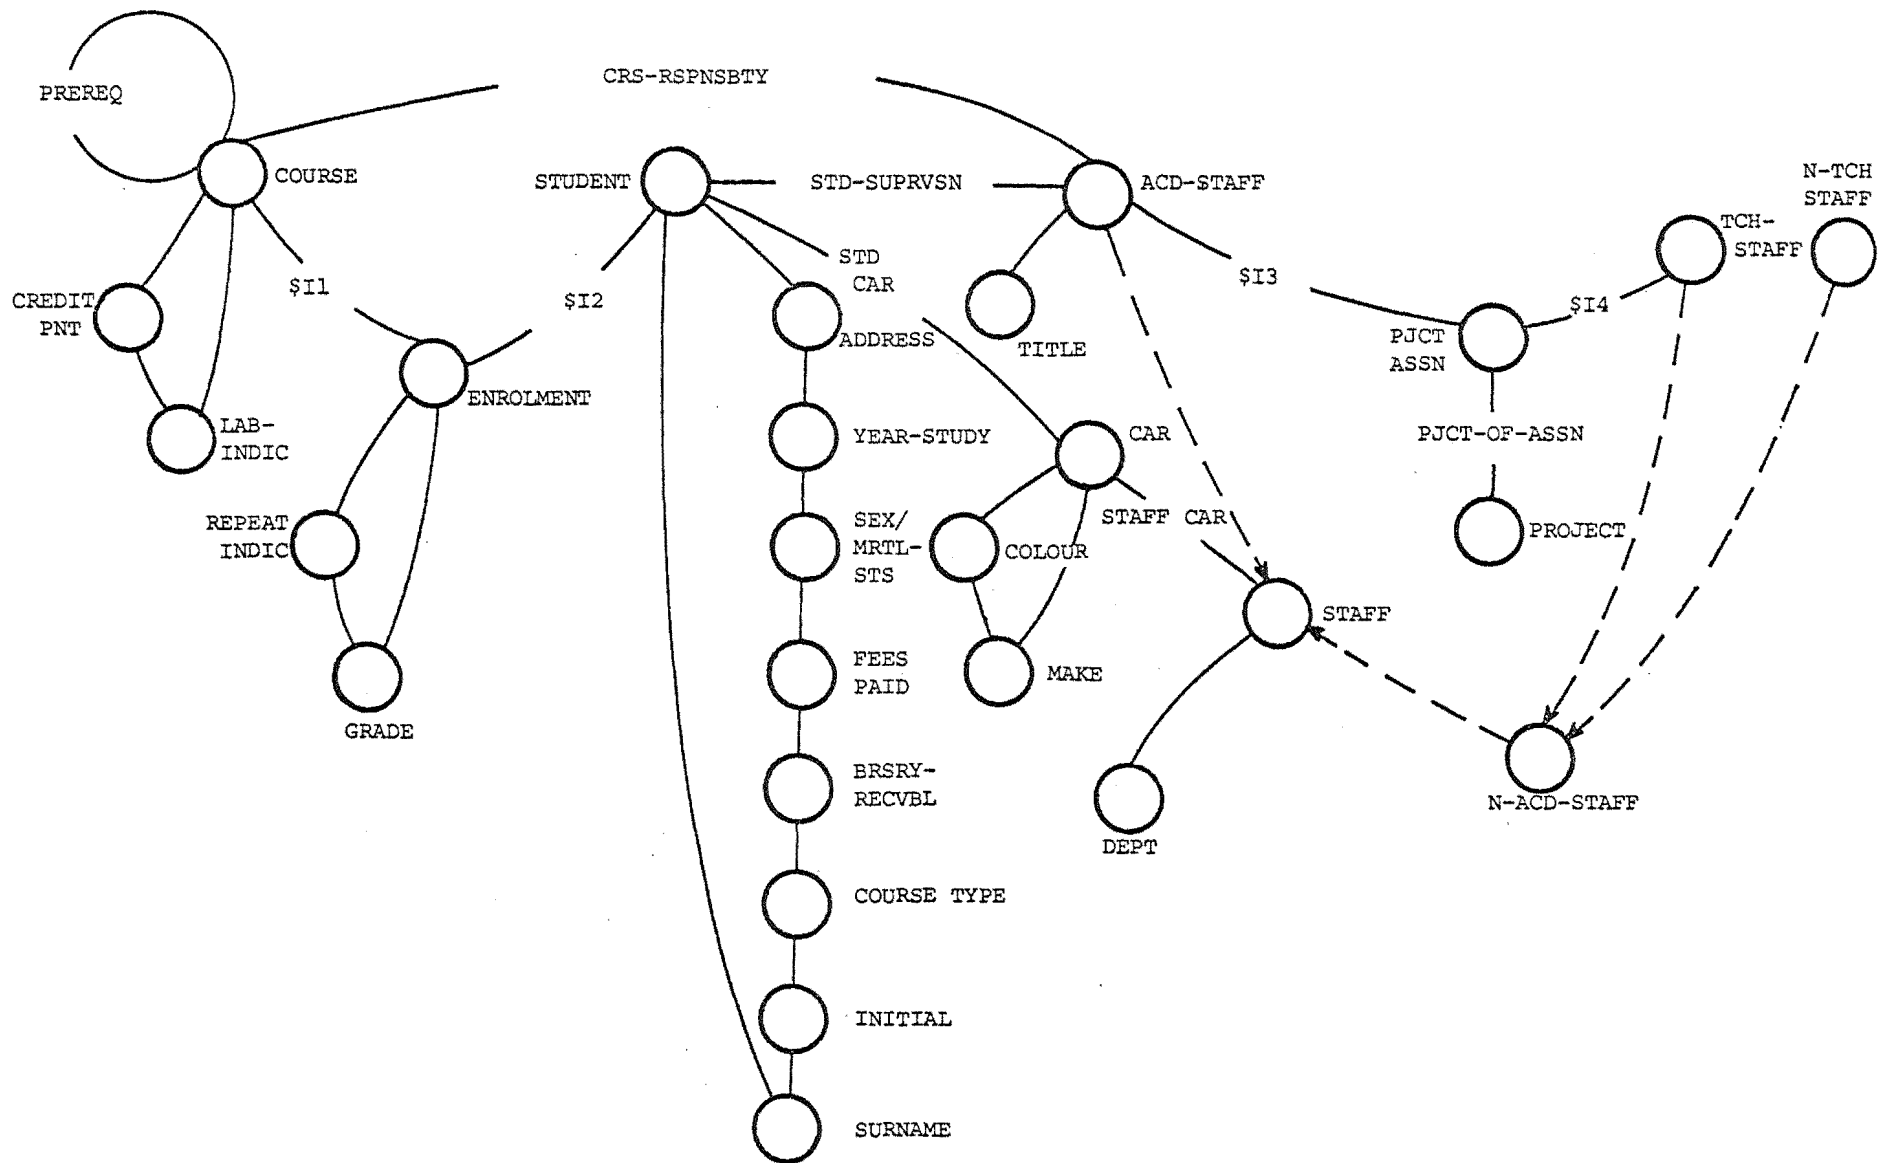 CRS-RSPNSBTY
PREREQ
COURSE
STUDENT
STD-SUPRVSN
ACD-STAFF
N-TCH
STAFF
TCH-
STAFF
STD
CAR
$I1
$I2
$I3
$I4
CREDIT
PNT
ADDRESS
TITLE
PJCT
ASSN
ENROLMENT
LAB-
INDIC
YEAR-STUDY
CAR
PJCT-OF-ASSN
REPEAT
INDIC
SEX/
MRTL-
STS
COLOUR
STAFF CAR
PROJECT
STAFF
FEES
PAID
MAKE
GRADE
BRSRY-
RECVBL
DEPT
N-ACD-STAFF
COURSE TYPE
INITIAL
SURNAME